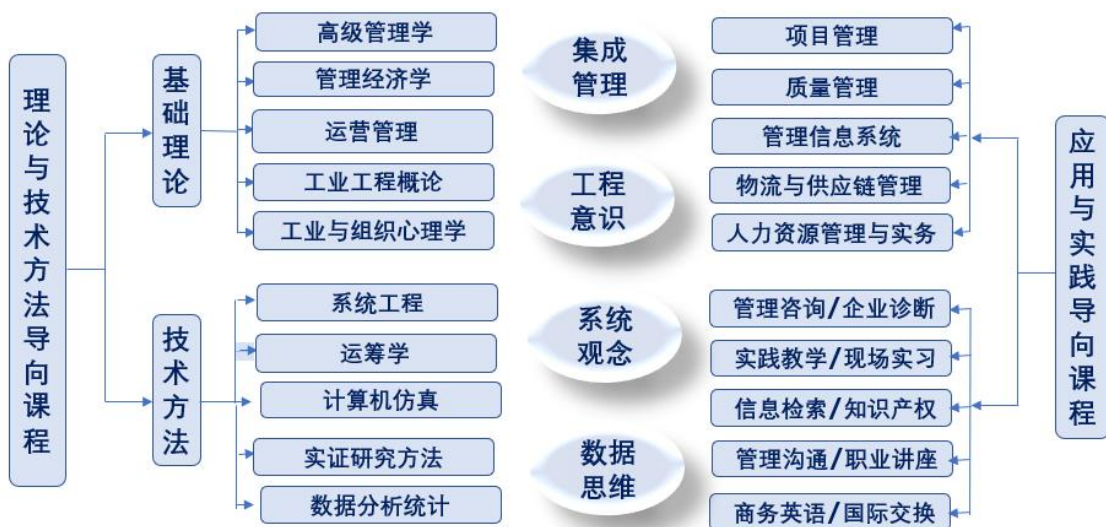 理论与技术方法导向课程
基础理论
高级管理学
管理经济学
运营管理
工业工程概论
工业与组织心理学
技术方法
系统工程
运筹学
计算机仿真
实证研究方法
数据分析统计
集成
管理
工程
意识
系统
观念
数据
思维
项目管理
质量管理
管理信息系统
物流与供应链管理
人力资源管理与实务
管理咨询/企业诊断
实践教学/现场实习
信息检索/知识产权
管理沟通/职业讲座
商务英语/国际交换
应用与实践导向课程